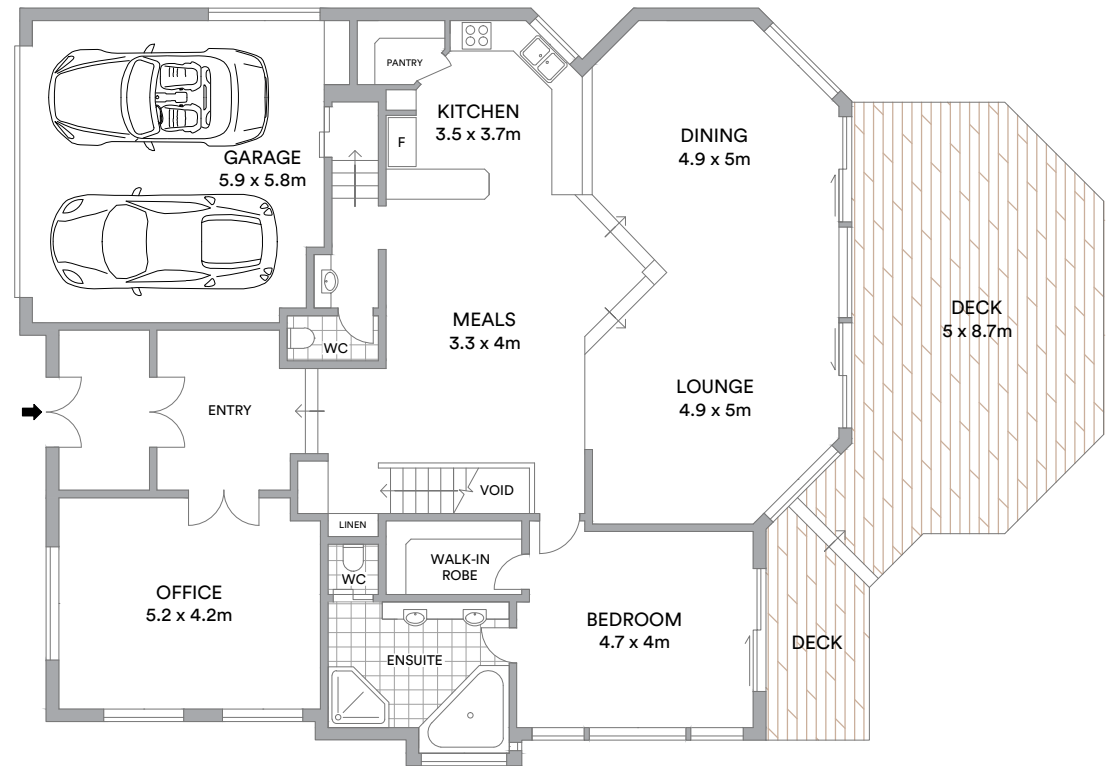 PANTRY
KITCHEN
3.5 x 3.7m
F
GARAGE
5.9 x 5.8m
DINING
4.9 x 5m
DECK
5 x 8.7m
MEALS
3.3 x 4m
WC
LOUNGE
4.9 x 5m
ENTRY
VOID
LINEN
WALK-IN
ROBE
WC
OFFICE
5.2 x 4.2m
BEDROOM
4.7 x 4m
DECK
ENSUITE